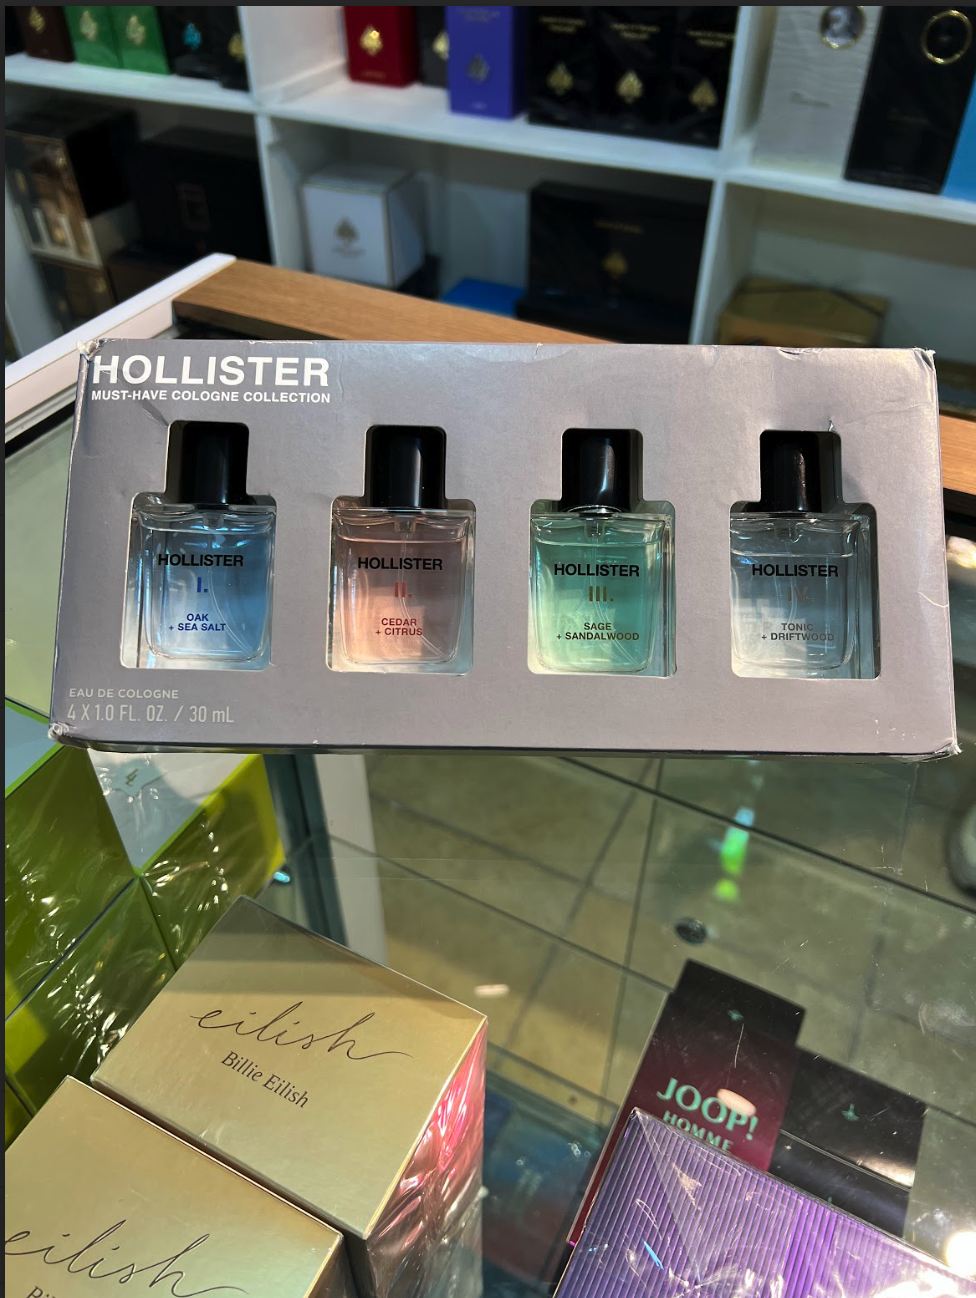 HOLLISTER
MUST-HAVE COLOGNE COLLECTION
HOLLISTER
I.
OAK
+ SEA SALT
HOLLISTER
II.
CEDAR
+ CITRUS
HOLLISTER
III.
SAGE
+ SANDALWOOD
HOLLISTER
IV.
TONIC
+ DRIFTWOOD
EAU DE COLOGNE
4 X 1.0 FL. OZ. / 30 mL
eilish
Billie Eilish
JOOP!
HOMME
eilish